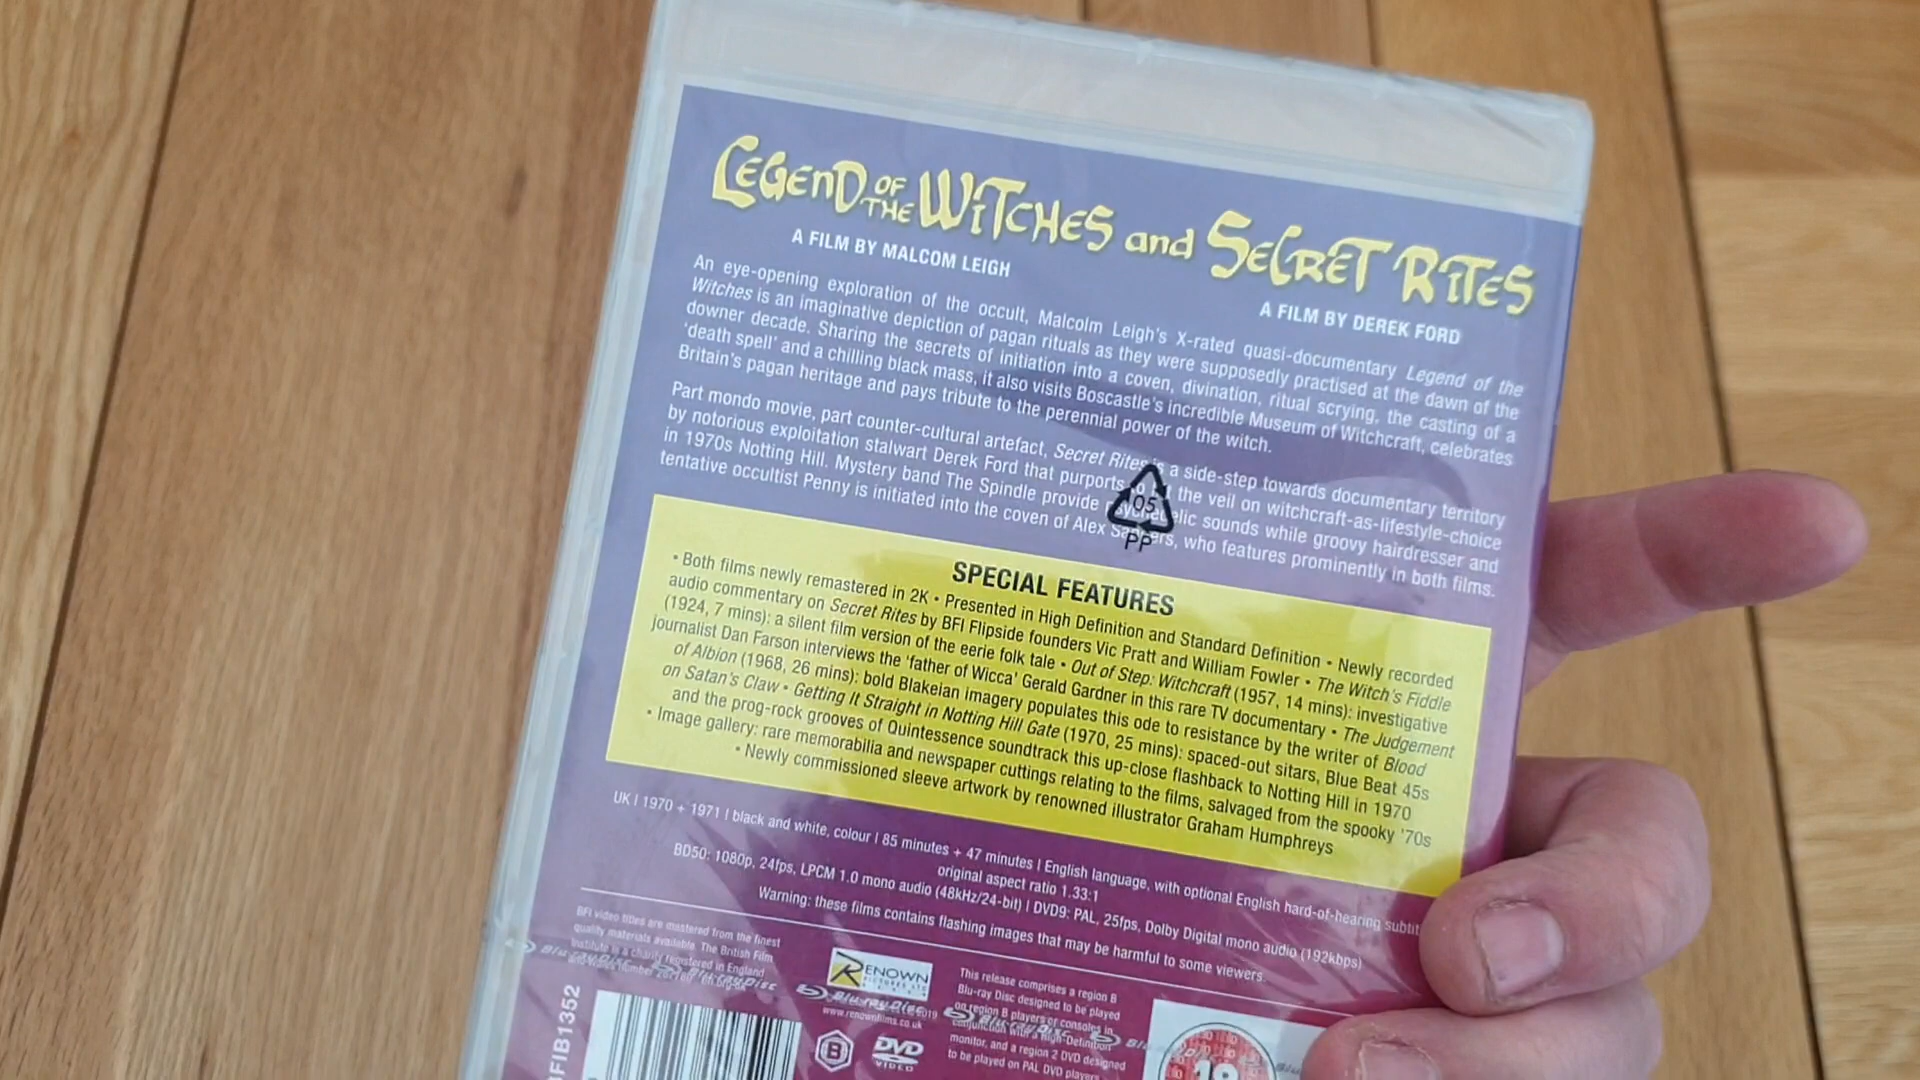 LEGEND OF THE WITCHES and SECRET RITES
A FILM BY MALCOM LEIGH
A FILM BY DEREK FORD
An eye-opening exploration of the occult, Malcolm Leigh's X-rated quasi-documentary Legend of the
Witches is an imaginative depiction of pagan rituals as they were supposedly practised at the dawn of the
downer decade. Sharing the secrets of initiation into a coven, divination, ritual scrying, the casting of a
'death spell' and a chilling black mass, it also visits Boscastle's incredible Museum of Witchcraft, celebrates
Britain's pagan heritage and pays tribute to the perennial power of the witch.
Part mondo movie, part counter-cultural artefact, Secret Rites is a side-step towards documentary territory
by notorious exploitation stalwart Derek Ford that purports to the veil on witchcraft-as-lifestyle-choice
in 1970s Notting Hill. Mystery band The Spindle provide psychedelic sounds while groovy hairdresser and
tentative occultist Penny is initiated into the coven of Alex Sanders, who features prominently in both films.
05
PP
SPECIAL FEATURES
• Both films newly remastered in 2K • Presented in High Definition and Standard Definition • Newly recorded
audio commentary on Secret Rites by BFI Flipside founders Vic Pratt and William Fowler • The Witch's Fiddle
(1924, 7 mins): a silent film version of the eerie folk tale • Out of Step: Witchcraft (1957, 14 mins): investigative
journalist Dan Farson interviews the 'father of Wicca' Gerald Gardner in this rare TV documentary • The Judgement
of Albion (1968, 26 mins): bold Blakeian imagery populates this ode to resistance by the writer of Blood
on Satan's Claw • Getting It Straight in Notting Hill Gate (1970, 25 mins): spaced-out sitars, Blue Beat 45s
and the prog-rock grooves of Quintessence soundtrack this up-close flashback to Notting Hill in 1970
• Image gallery: rare memorabilia and newspaper cuttings relating to the films, salvaged from the spooky '70s
• Newly commissioned sleeve artwork by renowned illustrator Graham Humphreys
UK | 1970 + 1971 | black and white, colour | 85 minutes + 47 minutes | English language, with optional English hard-of-hearing
original aspect ratio 1.33:1
BD50: 1080p, 24fps, LPCM 1.0 mono audio (48kHz/24-bit) | DVD9: PAL, 25fps, Dolby Digital mono audio (192kbps)
Warning: these films contains flashing images that may be harmful to some viewers.
BFI video titles are mastered from the finest
quality materials available. The British Film
Institute is a charity registered in England
RENOWN
PICTURES LTD
Blu-ray Disc
www.renownfilms.co.uk
This release comprises a region B
Blu-ray Disc designed to be played
on region B players or consoles in
conjunction with a High-Definition
monitor, and a region 2 DVD designed
to be played on PAL DVD players
B
DVD
VIDEO
FIB1352
18